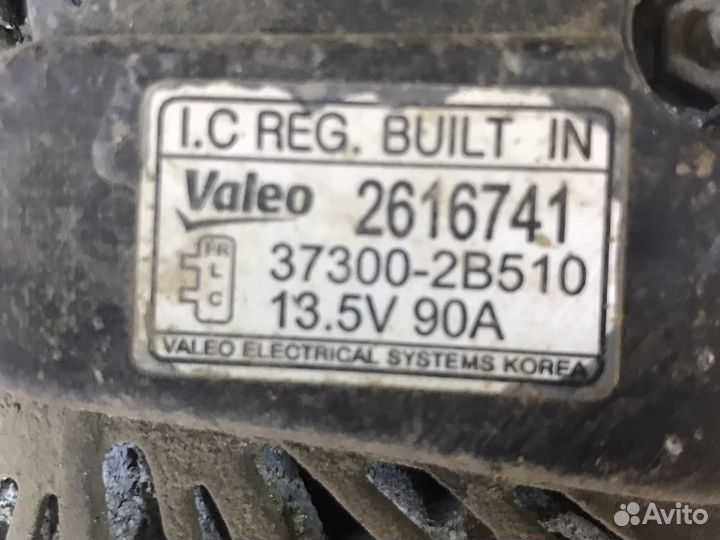 I.C REG. BUILT IN
Valeo 2616741
FR
L
C
37300-2B510
13.5V 90A
VALEO ELECTRICAL SYSTEMS KOREA
Avito